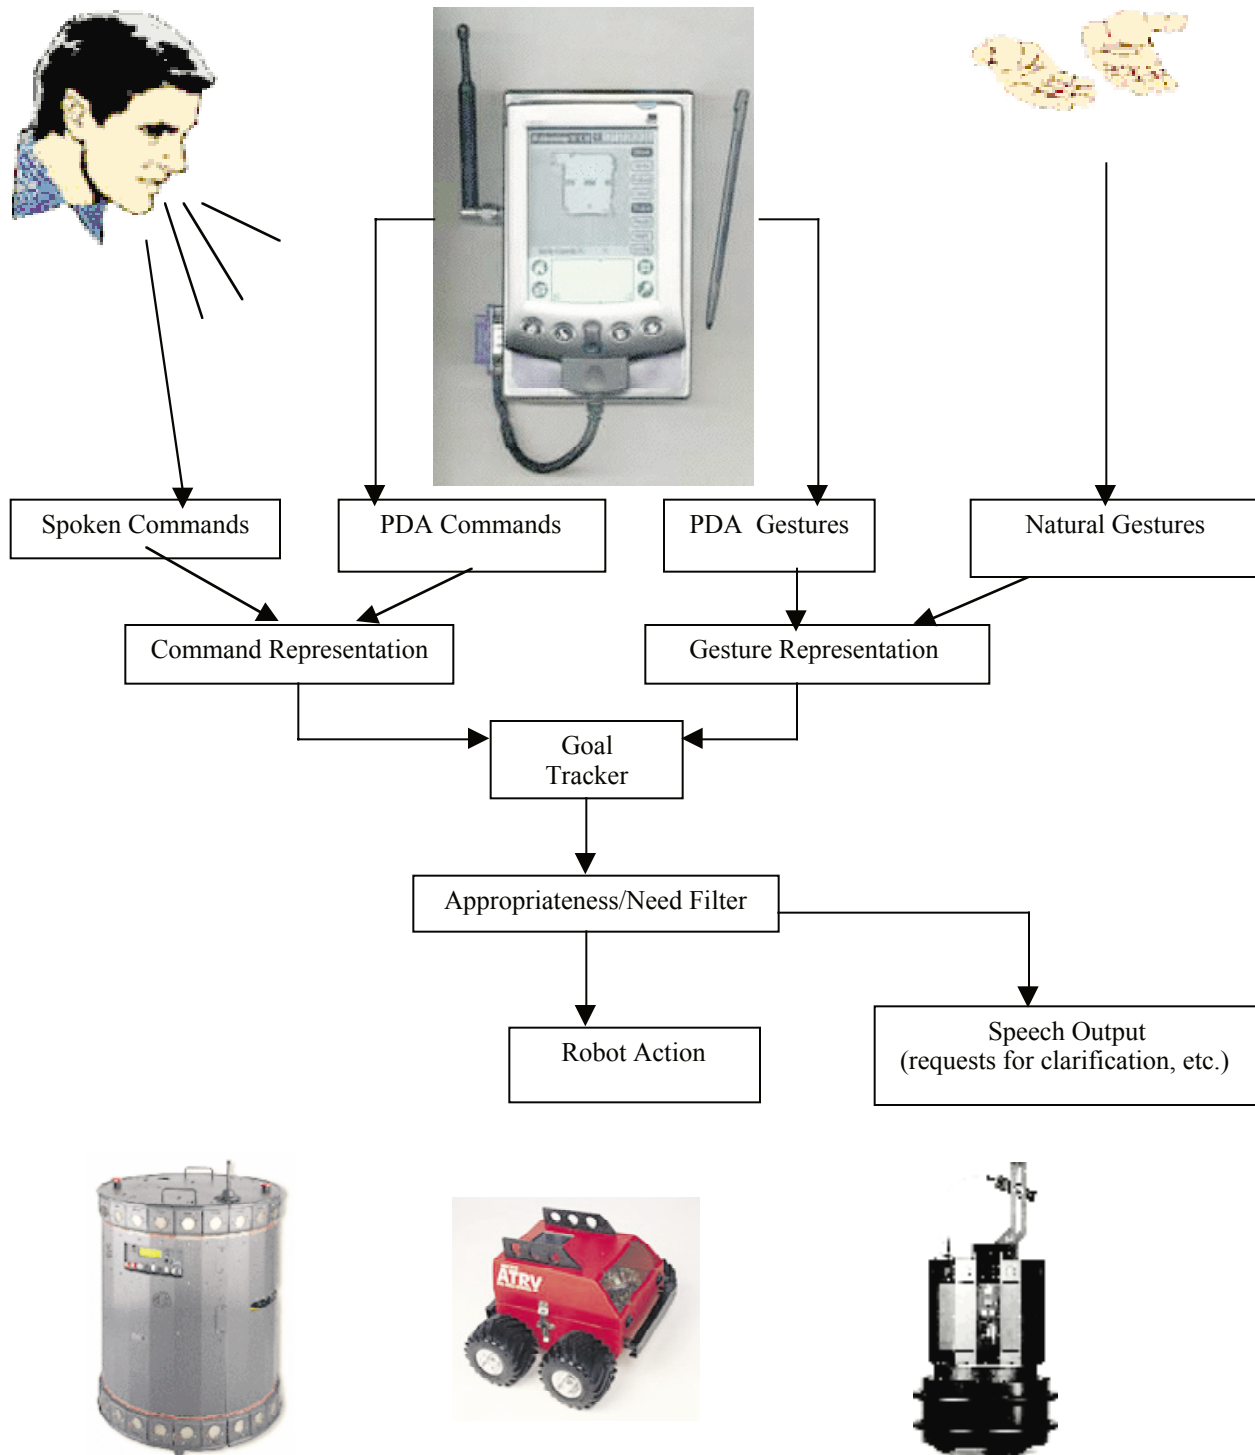 Spoken Commands
PDA Commands
PDA Gestures
Natural Gestures
Command Representation
Gesture Representation
Goal
Tracker
Appropriateness/Need Filter
Robot Action
Speech Output
(requests for clarification, etc.)
ATRV